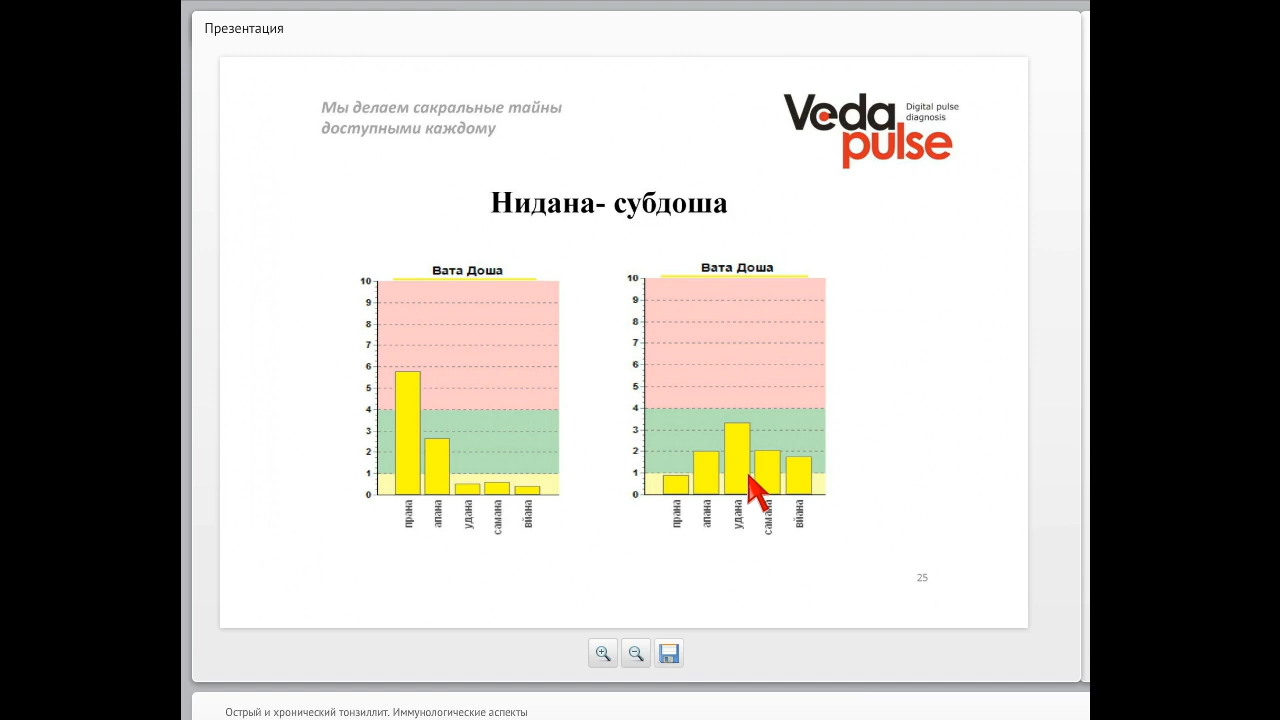 Презентация
Мы делаем сакральные тайны
доступными каждому
Veda
pulse
Digital pulse
diagnosis
Нидана- субдоша
Вата Доша
10
9
8
7
6
5
4
3
2
1
0
прана
апана
удана
самана
вйана
Вата Доша
10
9
8
7
6
5
4
3
2
1
0
прана
апана
удана
самана
вйана
25
Острый и хронический тонзиллит. Иммунологические аспекты